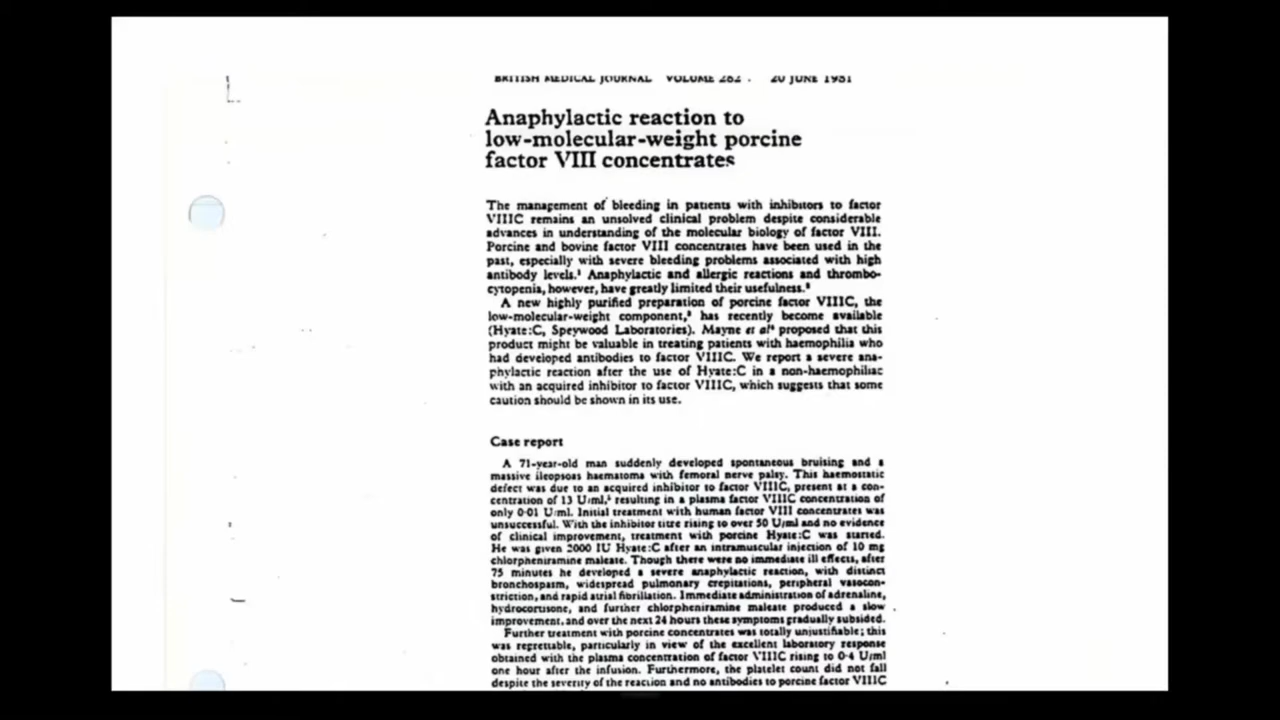 BRITISH MEDICAL JOURNAL VOLUME 282. 20 JUNE 1981
Anaphylactic reaction to
low-molecular-weight porcine
factor VIII concentrates
The management of bleeding in patients with inhibitors to factor
VIIIC remains an unsolved clinical problem despite considerable
advances in understanding of the molecular biology of factor VIII.
Porcine and bovine factor VIII concentrates have been used in the
past, especially with severe bleeding problems associated with high
antibody levels.¹ Anaphylactic and allergic reactions and thrombo-
cytopenia, however, have greatly limited their usefulness.²
A new highly purified preparation of porcine factor VIIIC, the
low-molecular-weight component,³ has recently become available
(Hyate:C, Speywood Laboratories). Mayne et al⁴ proposed that this
product might be valuable in treating patients with haemophilia who
had developed antibodies to factor VIIIC. We report a severe ana-
phylactic reaction after the use of Hyate:C in a non-haemophiliac
with an acquired inhibitor to factor VIIIC, which suggests that some
caution should be shown in its use.
Case report
A 71-year-old man suddenly developed spontaneous bruising and a
massive ileopsoas haematoma with femoral nerve palsy. This haemostatic
defect was due to an acquired inhibitor to factor VIIIC, present at a con-
centration of 13 U/ml,⁵ resulting in a plasma factor VIIIC concentration of
only 0·01 U/ml. Initial treatment with human factor VIII concentrates was
unsuccessful. With the inhibitor titre rising to over 50 U/ml and no evidence
of clinical improvement, treatment with porcine Hyate:C was started.
He was given 2000 IU Hyate:C after an intramuscular injection of 10 mg
chlorpheniramine maleate. Though there were no immediate ill effects, after
75 minutes he developed a severe anaphylactic reaction, with distinct
bronchospasm, widespread pulmonary crepitations, peripheral vasocon-
striction, and rapid atrial fibrillation. Immediate administration of adrenaline,
hydrocortisone, and further chlorpheniramine maleate produced a slow
improvement, and over the next 24 hours these symptoms gradually subsided.
Further treatment with porcine concentrates was totally unjustifiable; this
was regrettable, particularly in view of the excellent laboratory response
obtained with the plasma concentration of factor VIIIC rising to 0·4 U/ml
one hour after the infusion. Furthermore, the platelet count did not fall
despite the severity of the reaction and no antibodies to porcine factor VIIIC